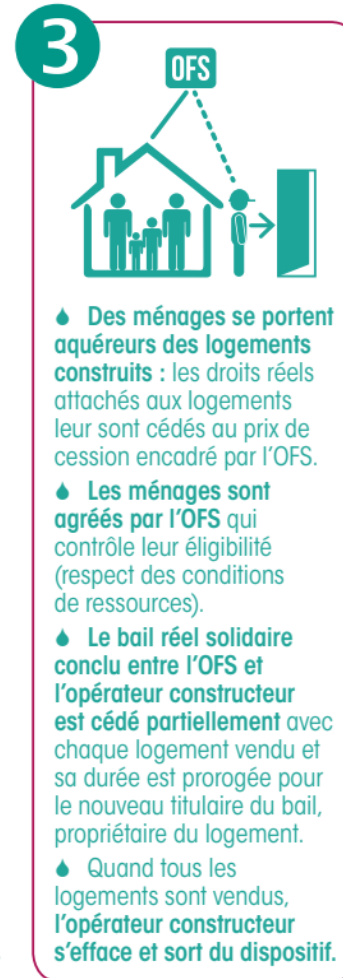 3
OFS
Des ménages se portent
aquéreurs des logements
construits : les droits réels
attachés aux logements
leur sont cédés au prix de
cession encadré par l’OFS.
Les ménages sont
agréés par l’OFS qui
contrôle leur éligibilité
(respect des conditions
de ressources).
Le bail réel solidaire
conclu entre l’OFS et
l’opérateur constructeur
est cédé partiellement avec
chaque logement vendu et
sa durée est prorogée pour
le nouveau titulaire du bail,
propriétaire du logement.
Quand tous les
logements sont vendus,
l’opérateur constructeur
s’efface et sort du dispositif.